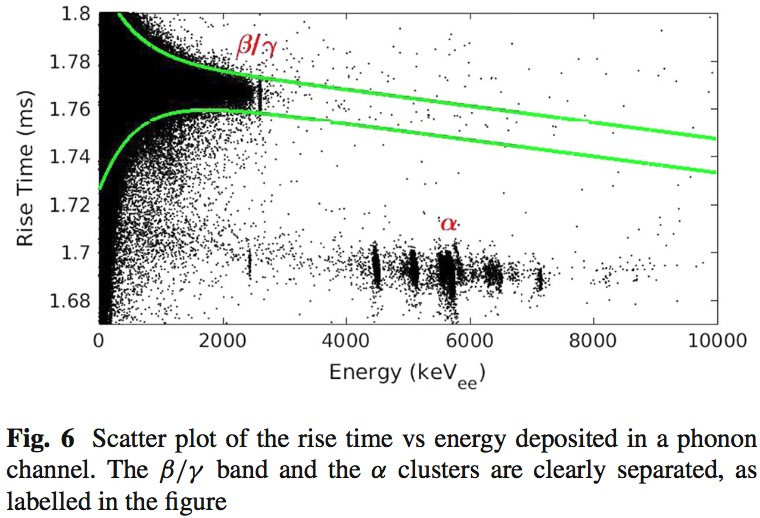 1.8
1.78
1.76
1.74
1.72
1.7
1.68
Rise Time (ms)
β/γ
α
0
2000
4000
6000
8000
10000
Energy (keVee)
Fig. 6 Scatter plot of the rise time vs energy deposited in a phonon
channel. The β/γ band and the α clusters are clearly separated, as
labelled in the figure